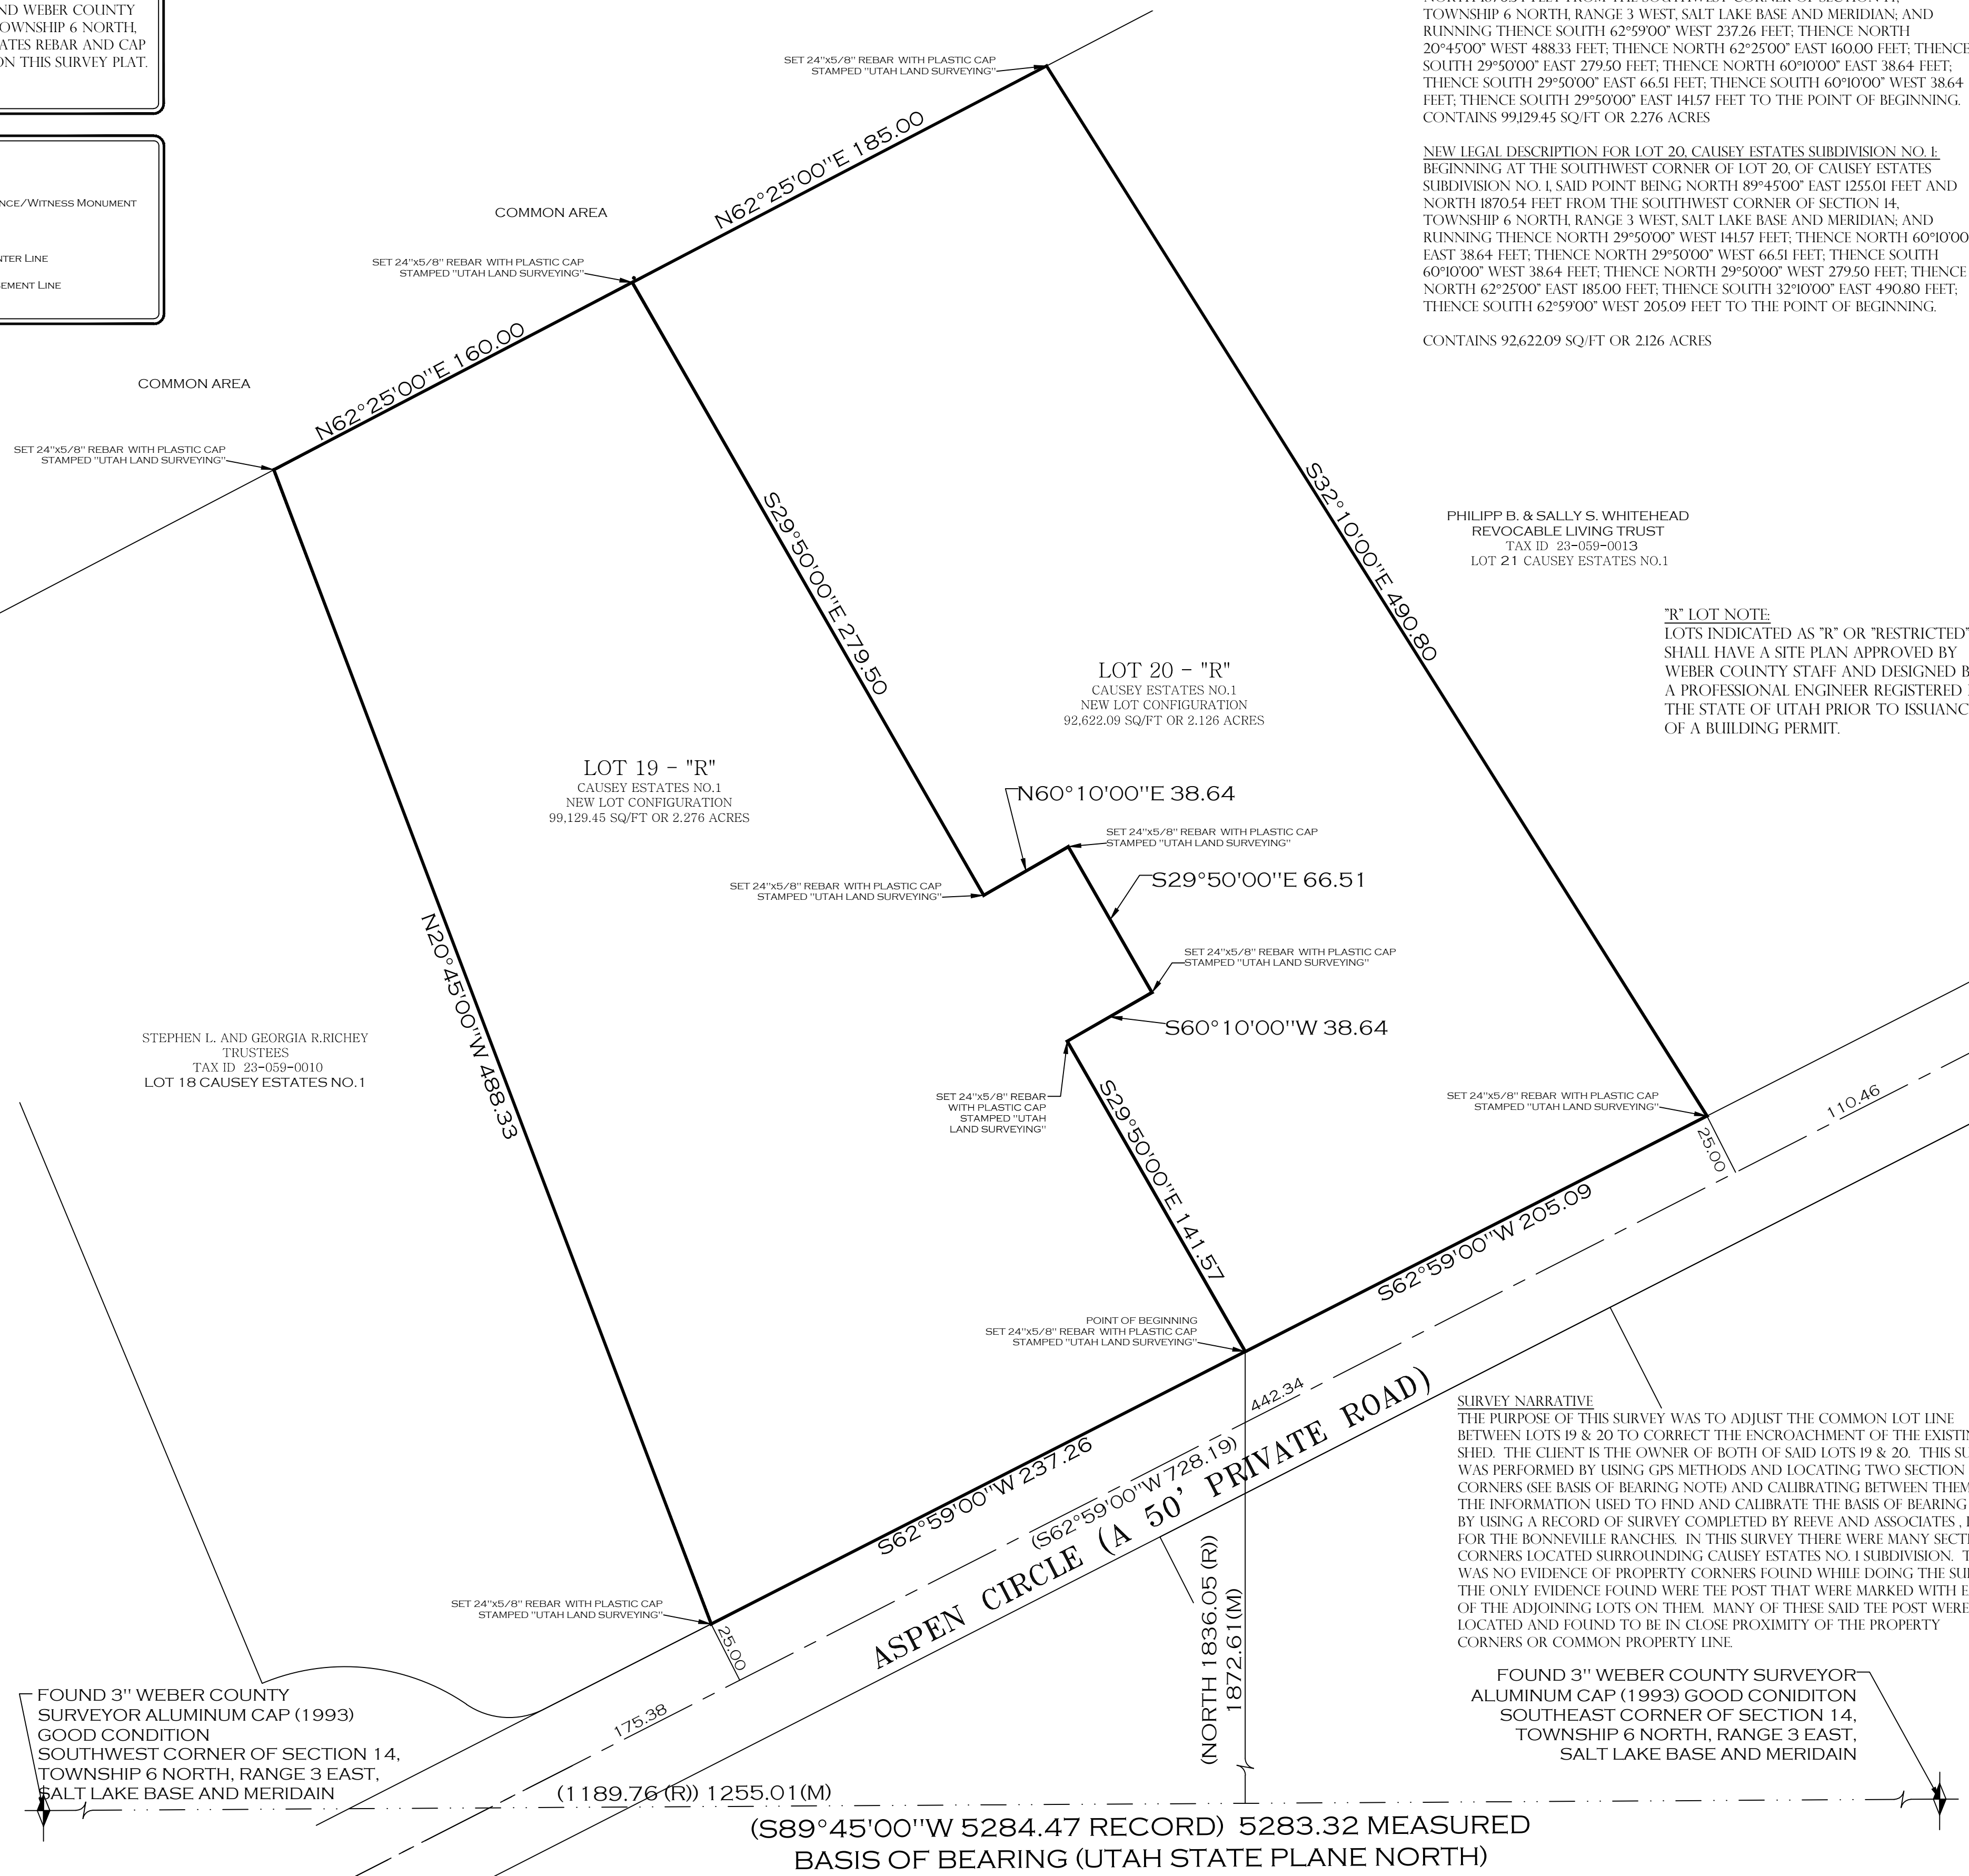 ND WEBER COUNTY
OWNSHIP 6 NORTH,
ATES REBAR AND CAP
ON THIS SURVEY PLAT.
NCE/WITNESS MONUMENT
NTER LINE
SEMENT LINE
TOWNSHIP 6 NORTH, RANGE 3 WEST, SALT LAKE BASE AND MERIDIAN; AND
RUNNING THENCE SOUTH 62°59'00" WEST 237.26 FEET; THENCE NORTH
20°45'00" WEST 488.33 FEET; THENCE NORTH 62°25'00" EAST 160.00 FEET; THENCE
SOUTH 29°50'00" EAST 279.50 FEET; THENCE NORTH 60°10'00" EAST 38.64 FEET;
THENCE SOUTH 29°50'00" EAST 66.51 FEET; THENCE SOUTH 60°10'00" WEST 38.64
FEET; THENCE SOUTH 29°50'00" EAST 141.57 FEET TO THE POINT OF BEGINNING.
CONTAINS 99,129.45 SQ/FT OR 2.276 ACRES
NEW LEGAL DESCRIPTION FOR LOT 20, CAUSEY ESTATES SUBDIVISION NO. 1:
BEGINNING AT THE SOUTHWEST CORNER OF LOT 20, OF CAUSEY ESTATES
SUBDIVISION NO. 1, SAID POINT BEING NORTH 89°45'00" EAST 1255.01 FEET AND
NORTH 1870.54 FEET FROM THE SOUTHWEST CORNER OF SECTION 14,
TOWNSHIP 6 NORTH, RANGE 3 WEST, SALT LAKE BASE AND MERIDIAN; AND
RUNNING THENCE NORTH 29°50'00" WEST 141.57 FEET; THENCE NORTH 60°10'00
EAST 38.64 FEET; THENCE NORTH 29°50'00" WEST 66.51 FEET; THENCE SOUTH
60°10'00" WEST 38.64 FEET; THENCE NORTH 29°50'00" WEST 279.50 FEET; THENCE
NORTH 62°25'00" EAST 185.00 FEET; THENCE SOUTH 32°10'00" EAST 490.80 FEET;
THENCE SOUTH 62°59'00" WEST 205.09 FEET TO THE POINT OF BEGINNING.
CONTAINS 92,622.09 SQ/FT OR 2.126 ACRES
SET 24"x5/8" REBAR WITH PLASTIC CAP
STAMPED "UTAH LAND SURVEYING"
N62°25'00"E 185.00
COMMON AREA
SET 24"x5/8" REBAR WITH PLASTIC CAP
STAMPED "UTAH LAND SURVEYING"
N62°25'00"E 160.00
COMMON AREA
SET 24"x5/8" REBAR WITH PLASTIC CAP
STAMPED "UTAH LAND SURVEYING"
S29°50'00"E 279.50
S32°10'00"E 490.80
PHILIPP B. & SALLY S. WHITEHEAD
REVOCABLE LIVING TRUST
TAX ID 23-059-0013
LOT 21 CAUSEY ESTATES NO.1
"R" LOT NOTE:
LOTS INDICATED AS "R" OR "RESTRICTED"
SHALL HAVE A SITE PLAN APPROVED BY
WEBER COUNTY STAFF AND DESIGNED B
A PROFESSIONAL ENGINEER REGISTERED
THE STATE OF UTAH PRIOR TO ISSUANC
OF A BUILDING PERMIT.
LOT 20 - "R"
CAUSEY ESTATES NO.1
NEW LOT CONFIGURATION
92,622.09 SQ/FT OR 2.126 ACRES
LOT 19 - "R"
CAUSEY ESTATES NO.1
NEW LOT CONFIGURATION
99,129.45 SQ/FT OR 2.276 ACRES
N60°10'00"E 38.64
SET 24"x5/8" REBAR WITH PLASTIC CAP
STAMPED "UTAH LAND SURVEYING"
S29°50'00"E 66.51
SET 24"x5/8" REBAR WITH PLASTIC CAP
STAMPED "UTAH LAND SURVEYING"
SET 24"x5/8" REBAR WITH PLASTIC CAP
STAMPED "UTAH LAND SURVEYING"
S60°10'00"W 38.64
N20°45'00"W 488.33
STEPHEN L. AND GEORGIA R.RICHEY
TRUSTEES
TAX ID 23-059-0010
LOT 18 CAUSEY ESTATES NO.1
SET 24"x5/8" REBAR
WITH PLASTIC CAP
STAMPED "UTAH
LAND SURVEYING"
S29°50'00"E 141.57
SET 24"x5/8" REBAR WITH PLASTIC CAP
STAMPED "UTAH LAND SURVEYING"
110.46
25.00
S62°59'00"W 205.09
POINT OF BEGINNING
SET 24"x5/8" REBAR WITH PLASTIC CAP
STAMPED "UTAH LAND SURVEYING"
442.34
S62°59'00"W 237.26
(S62°59'00"W 728.19)
ASPEN CIRCLE (A 50' PRIVATE ROAD)
SURVEY NARRATIVE
THE PURPOSE OF THIS SURVEY WAS TO ADJUST THE COMMON LOT LINE
BETWEEN LOTS 19 & 20 TO CORRECT THE ENCROACHMENT OF THE EXISTIN
SHED. THE CLIENT IS THE OWNER OF BOTH OF SAID LOTS 19 & 20. THIS SU
WAS PERFORMED BY USING GPS METHODS AND LOCATING TWO SECTION
CORNERS (SEE BASIS OF BEARING NOTE) AND CALIBRATING BETWEEN THEM
THE INFORMATION USED TO FIND AND CALIBRATE THE BASIS OF BEARING
BY USING A RECORD OF SURVEY COMPLETED BY REEVE AND ASSOCIATES , I
FOR THE BONNEVILLE RANCHES. IN THIS SURVEY THERE WERE MANY SECTI
CORNERS LOCATED SURROUNDING CAUSEY ESTATES NO. 1 SUBDIVISION. T
WAS NO EVIDENCE OF PROPERTY CORNERS FOUND WHILE DOING THE SU
THE ONLY EVIDENCE FOUND WERE TEE POST THAT WERE MARKED WITH E
OF THE ADJOINING LOTS ON THEM. MANY OF THESE SAID TEE POST WERE
LOCATED AND FOUND TO BE IN CLOSE PROXIMITY OF THE PROPERTY
CORNERS OR COMMON PROPERTY LINE.
SET 24"x5/8" REBAR WITH PLASTIC CAP
STAMPED "UTAH LAND SURVEYING"
25.00
175.38
(NORTH 1836.05 (R))
1872.61(M)
FOUND 3" WEBER COUNTY
SURVEYOR ALUMINUM CAP (1993)
GOOD CONDITION
SOUTHWEST CORNER OF SECTION 14,
TOWNSHIP 6 NORTH, RANGE 3 EAST,
SALT LAKE BASE AND MERIDAIN
FOUND 3" WEBER COUNTY SURVEYOR
ALUMINUM CAP (1993) GOOD CONIDITON
SOUTHEAST CORNER OF SECTION 14,
TOWNSHIP 6 NORTH, RANGE 3 EAST,
SALT LAKE BASE AND MERIDAIN
(1189.76 (R)) 1255.01(M)
(S89°45'00"W 5284.47 RECORD) 5283.32 MEASURED
BASIS OF BEARING (UTAH STATE PLANE NORTH)